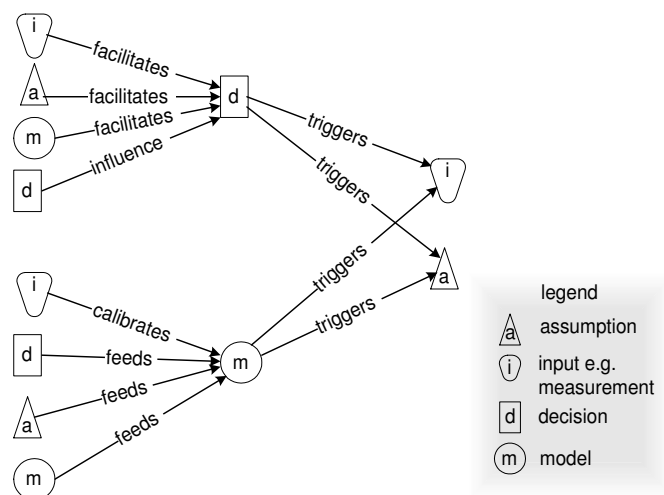 i
facilitates
a
facilitates
d
m
facilitates
triggers
d
influence
triggers
i
i
calibrates
triggers
a
d
feeds
m
triggers
a
feeds
m
feeds
legend
a
assumption
i
input e.g.
measurement
d
decision
m
model